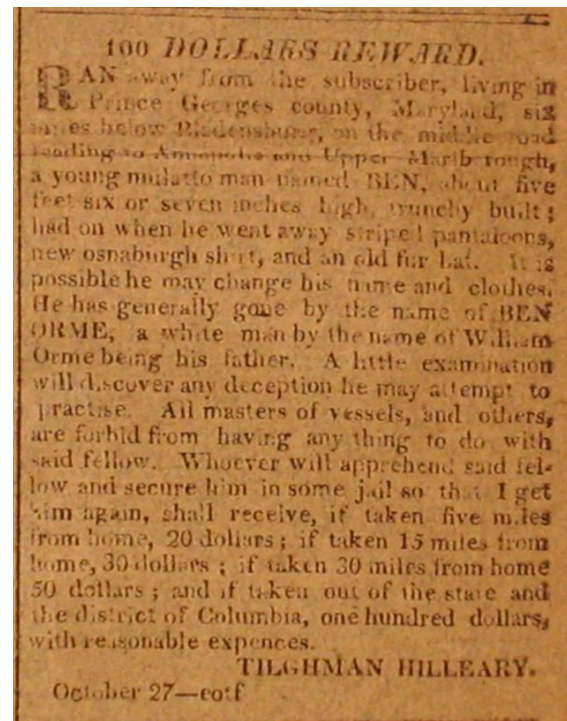 100 DOLLARS REWARD.
RAN away from the subscriber, living in
Prince Georges county, Maryland, six
miles below Bladensburg, on the middle road
leading to Annapolis and Upper Marlb rough,
a young mulatto man named BEN, about five
feet six or seven inches high, trunchy built;
had on when he went away striped pantaloons,
new osnaburgh shirt, and an old fur hat. It is
possible he may change his name and clothes.
He has generally gone by the name of BEN
ORME, a white man by the name of William
Orme being his father. A little examination
will discover any deception he may attempt to
practise. All masters of vessels, and others,
are forbid from having any thing to do with
said fellow. Whoever will apprehend said fel-
low and secure him in some jail so that I get
him again, shall receive, if taken five miles
from home, 20 dollars; if taken 15 miles from
home, 30 dollars; if taken 30 miles from home
50 dollars; and if taken out of the state and
the district of Columbia, one hundred dollars,
with reasonable expences.
TILGHMAN HILLEARY.
October 27—eotf